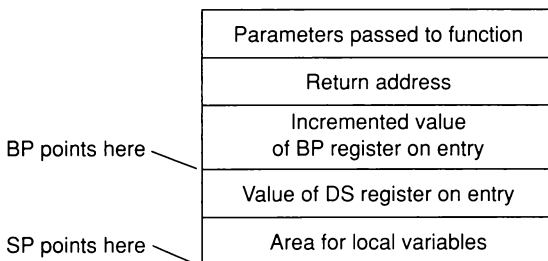 Parameters passed to function
Return address
Incremented value
of BP register on entry
BP points here
Value of DS register on entry
SP points here
Area for local variables